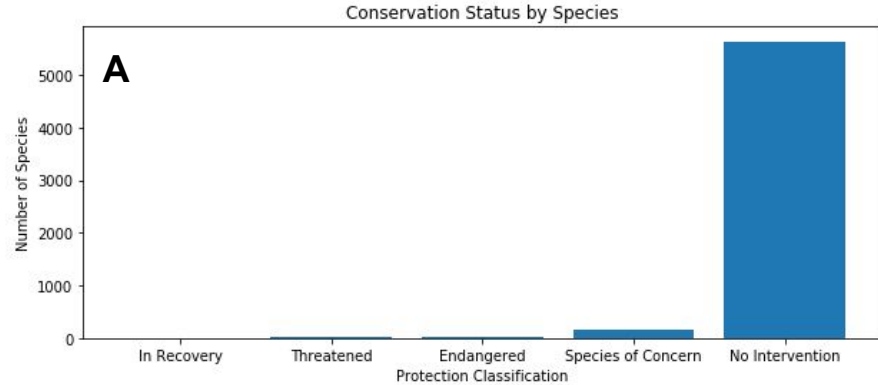 Conservation Status by Species
A
5000
4000
3000
2000
1000
0
Number of Species
In Recovery Threatened Endangered Species of Concern No Intervention
Protection Classification